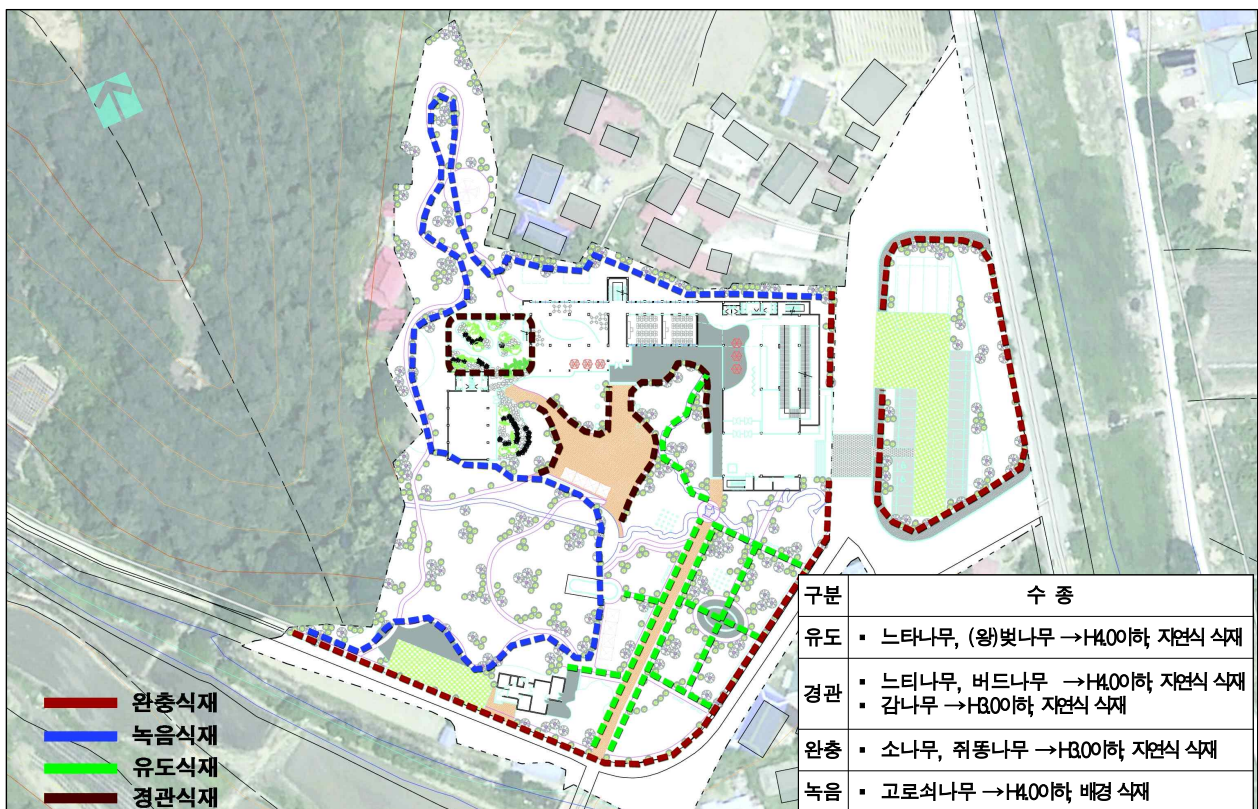 완충식재
녹음식재
유도식재
경관식재
구분 수 종
유도 ▪ 느타나무, (왕)벚나무 →H4.0이하, 자연식 식재
경관 ▪ 느티나무, 버드나무 →H4.0이하, 자연식 식재
▪ 감나무 →H3.0이하, 자연식 식재
완충 ▪ 소나무, 쥐똥나무 →H3.0이하, 자연식 식재
녹음 ▪ 고로쇠나무 →H4.0이하, 배경 식재